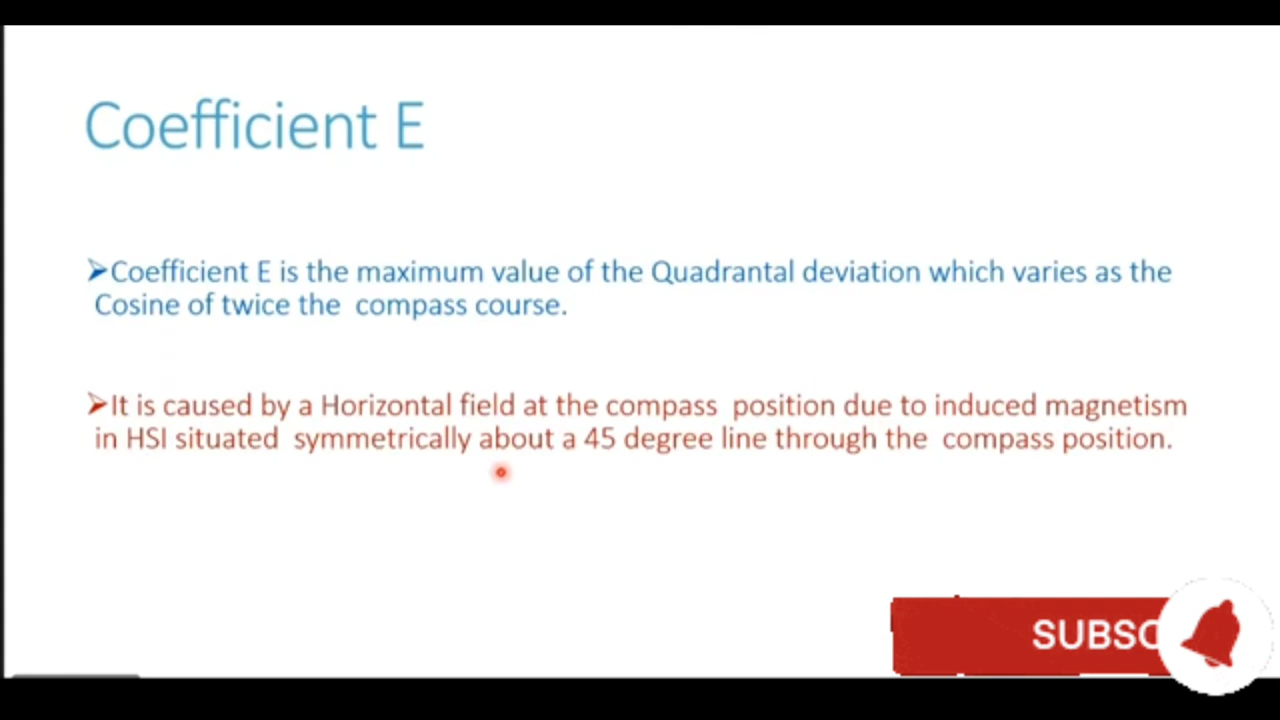 Coefficient E
➤Coefficient E is the maximum value of the Quadrantal deviation which varies as the
Cosine of twice the compass course.
➤It is caused by a Horizontal field at the compass position due to induced magnetism
in HSI situated symmetrically about a 45 degree line through the compass position.
SUBSC